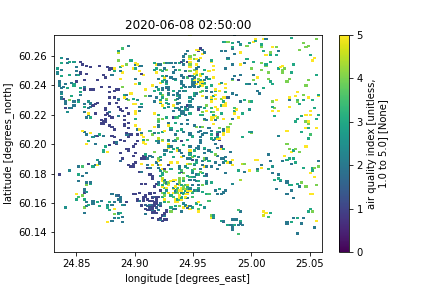 2020-06-08 02:50:00
60.26
60.24
60.22
60.20
60.18
60.16
60.14
latitude [degrees_north]
24.85 24.90 24.95 25.00 25.05
longitude [degrees_east]
5
4
3
2
1
0
air quality index [unitless,
1.0 to 5.0] [None]